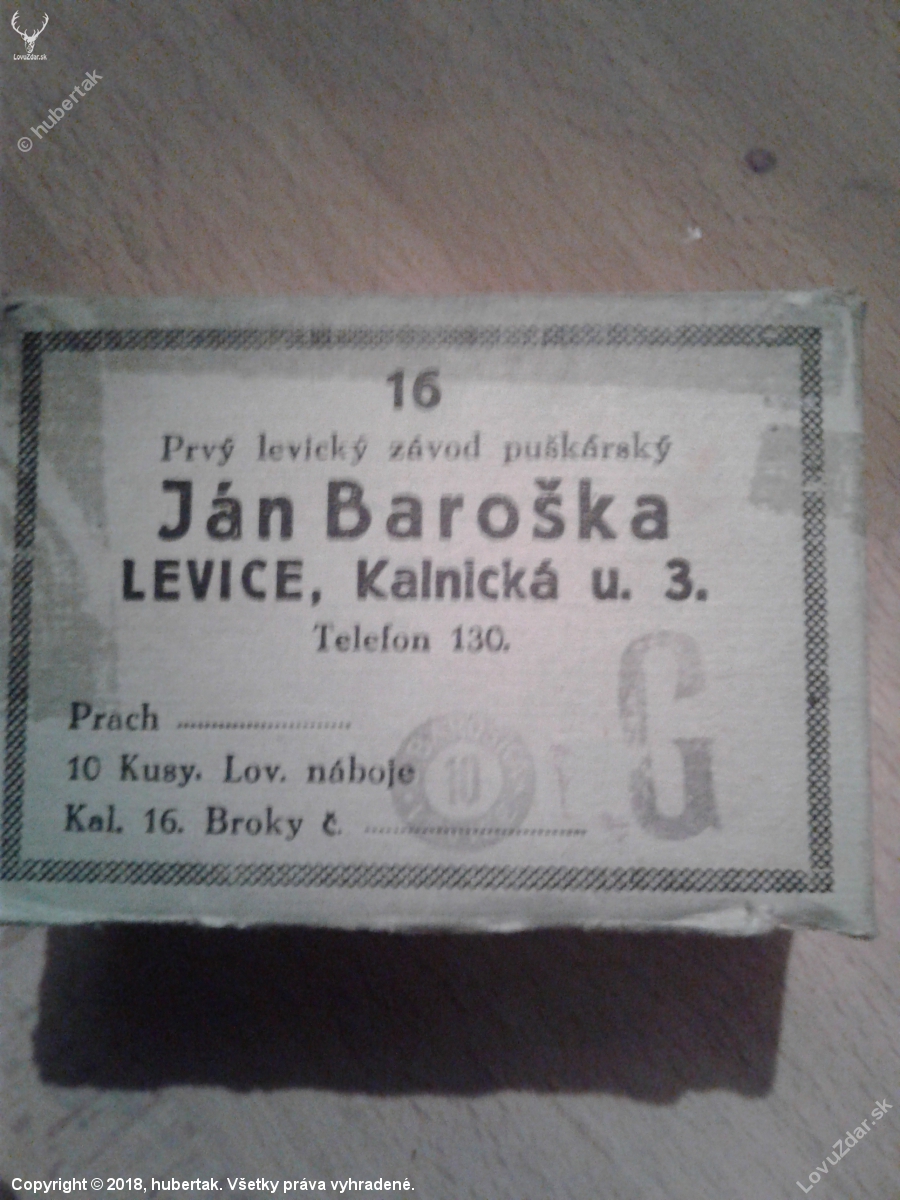 LovuZdar.sk
© hubertak
16
Prvý levický závod puškárský
Ján Baroška
LEVICE, Kalnická u. 3.
Telefon 130.
Prach ........................
10 Kusy. Lov. náboje
Kal. 16. Broky č. ..............................
10
G
LovuZdar.sk
Copyright © 2018, hubertak. Všetky práva vyhradené.